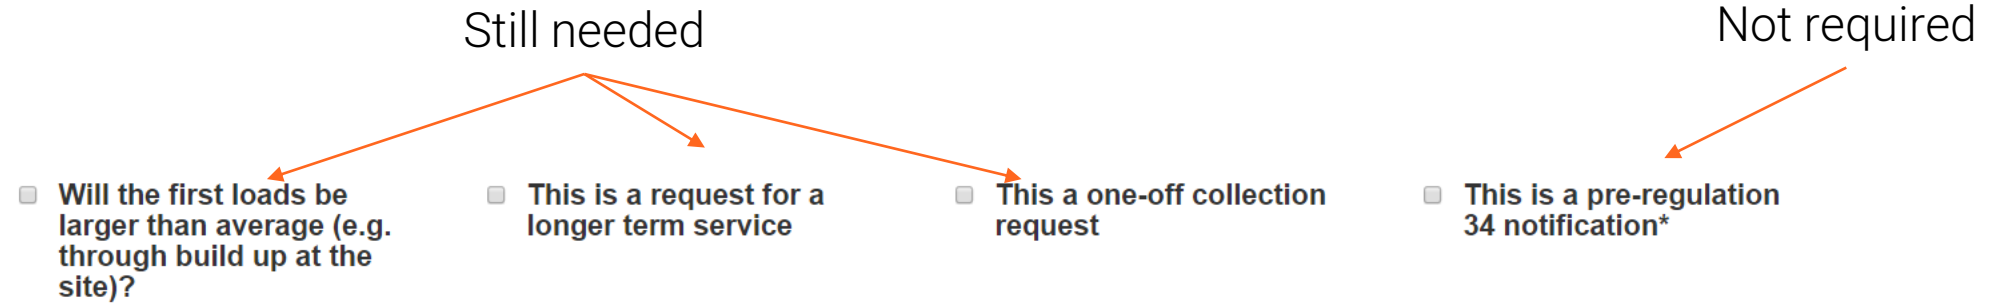 Still needed
Not required
Will the first loads be
larger than average (e.g.
through build up at the
site)?
This is a request for a
longer term service
This a one-off collection
request
This is a pre-regulation
34 notification*